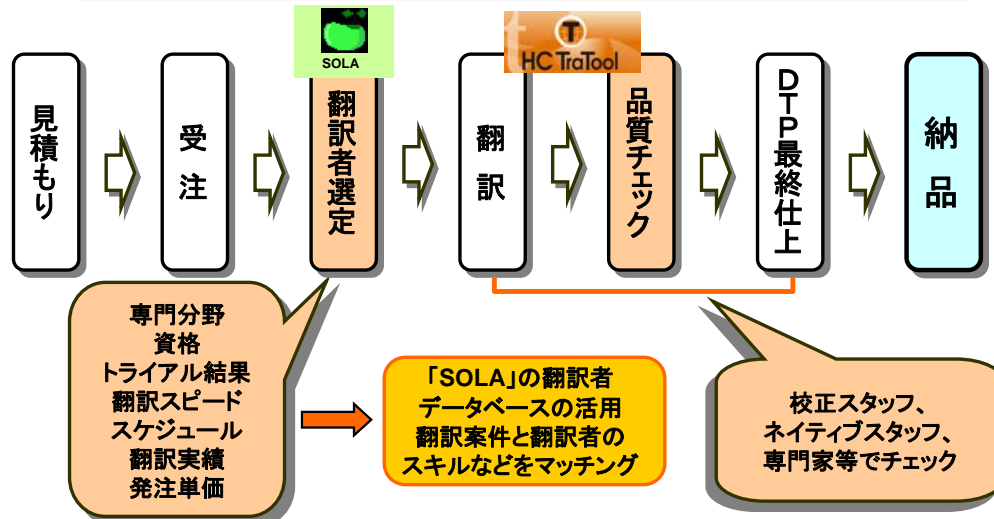 SOLA
HC TraTool
見積もり
受注
翻訳者選定
翻訳
品質チェック
DTP最終仕上
納品
専門分野
資格
トライアル結果
翻訳スピード
スケジュール
翻訳実績
発注単価
「SOLA」の翻訳者
データベースの活用
翻訳案件と翻訳者の
スキルなどをマッチング
校正スタッフ、
ネイティブスタッフ、
専門家等でチェック